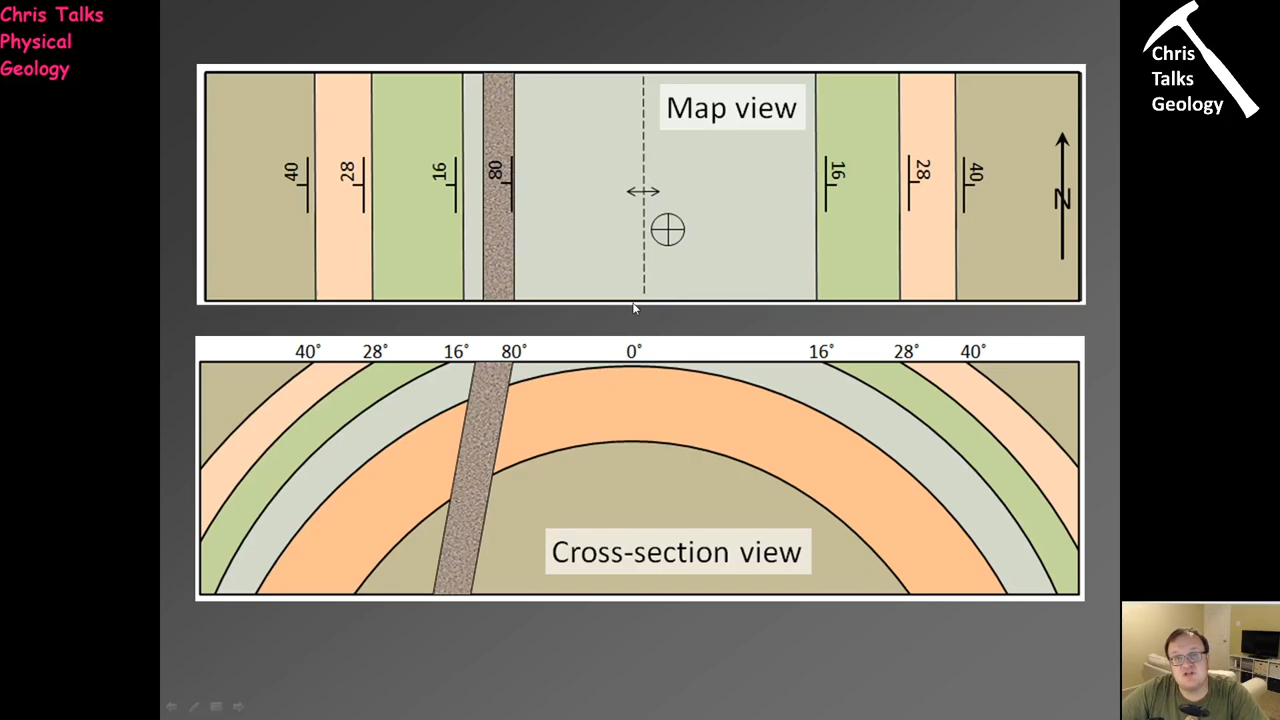 Chris Talks
Physical
Geology
Chris
Talks
Geology
Map view
40
28
16
80
16
28
40
N
40° 28° 16° 80° 0° 16° 28° 40°
Cross-section view